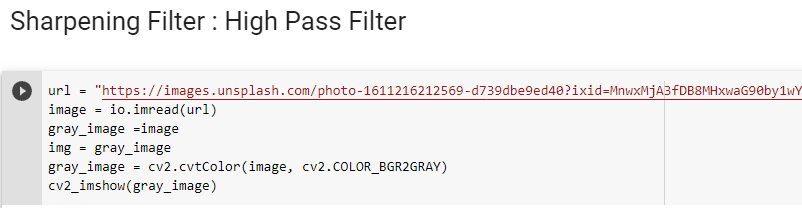 Sharpening Filter : High Pass Filter
url = "https://images.unsplash.com/photo-1611216212569-d739dbe9ed40?ixid=MnwxMjA3fDB8MHxwaG90by1wY
image = io.imread(url)
gray_image =image
img = gray_image
gray_image = cv2.cvtColor(image, cv2.COLOR_BGR2GRAY)
cv2_imshow(gray_image)